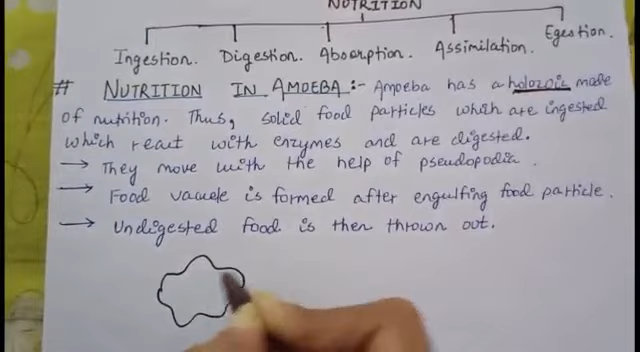 NUTRITION
Ingestion. Digestion. Absorption. Assimilation. Egestion.
# NUTRITION IN AMOEBA:- Amoeba has a holozoic mode
of nutrition. Thus, solid food particles which are ingested
which react with enzymes and are digested.
→ They move with the help of pseudopodia.
→ Food vacuole is formed after engulfing food particle.
→ Undigested food is then thrown out.